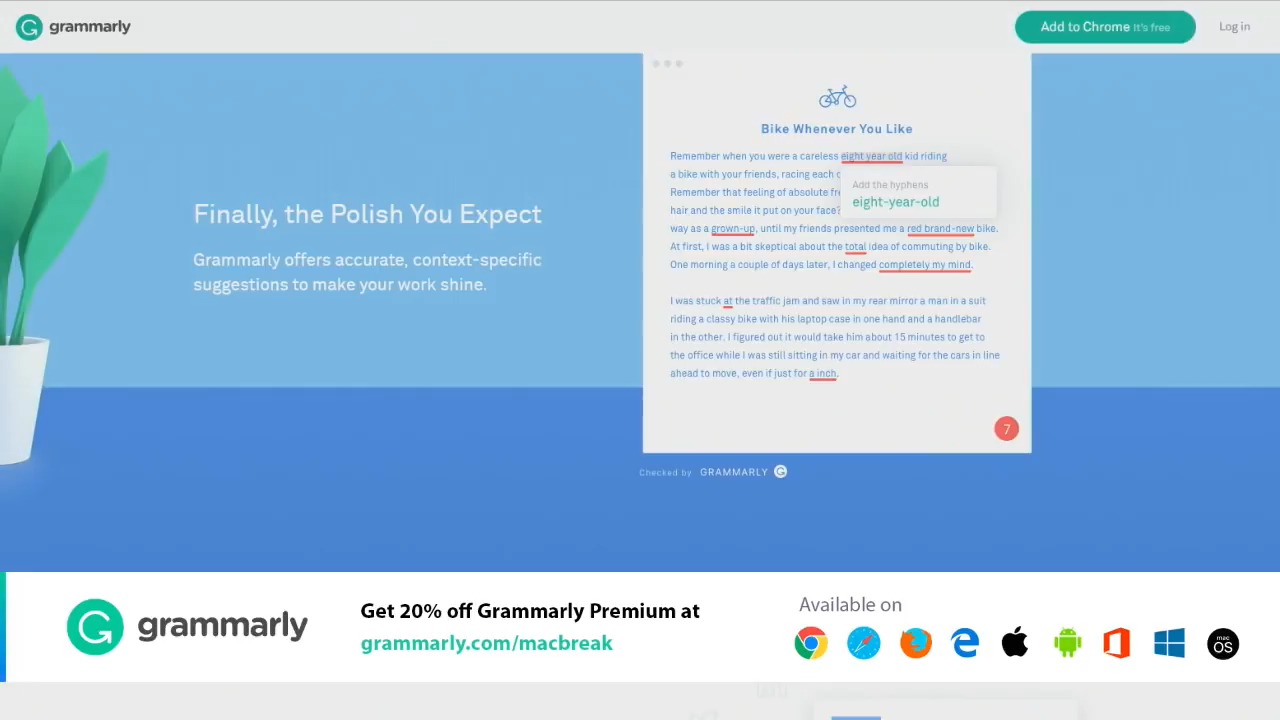 grammarly
Add to Chrome It's free
Log in
Finally, the Polish You Expect
Grammarly offers accurate, context-specific
suggestions to make your work shine.
Bike Whenever You Like
Remember when you were a careless eight year old kid riding
a bike with your friends, racing each
Add the hyphens
eight-year-old
Remember that feeling of absolute
hair and the smile it put on your face?
way as a grown-up, until my friends presented me a red brand-new bike.
At first, I was a bit skeptical about the total idea of commuting by bike.
One morning a couple of days later, I changed completely my mind.
I was stuck at the traffic jam and saw in my rear mirror a man in a suit
riding a classy bike with his laptop case in one hand and a handlebar
in the other. I figured out it would take him about 15 minutes to get to
the office while I was still sitting in my car and waiting for the cars in line
ahead to move, even if just for a inch.
7
Checked by GRAMMARLY
grammarly
Get 20% off Grammarly Premium at
grammarly.com/macbreak
Available on
mac
OS